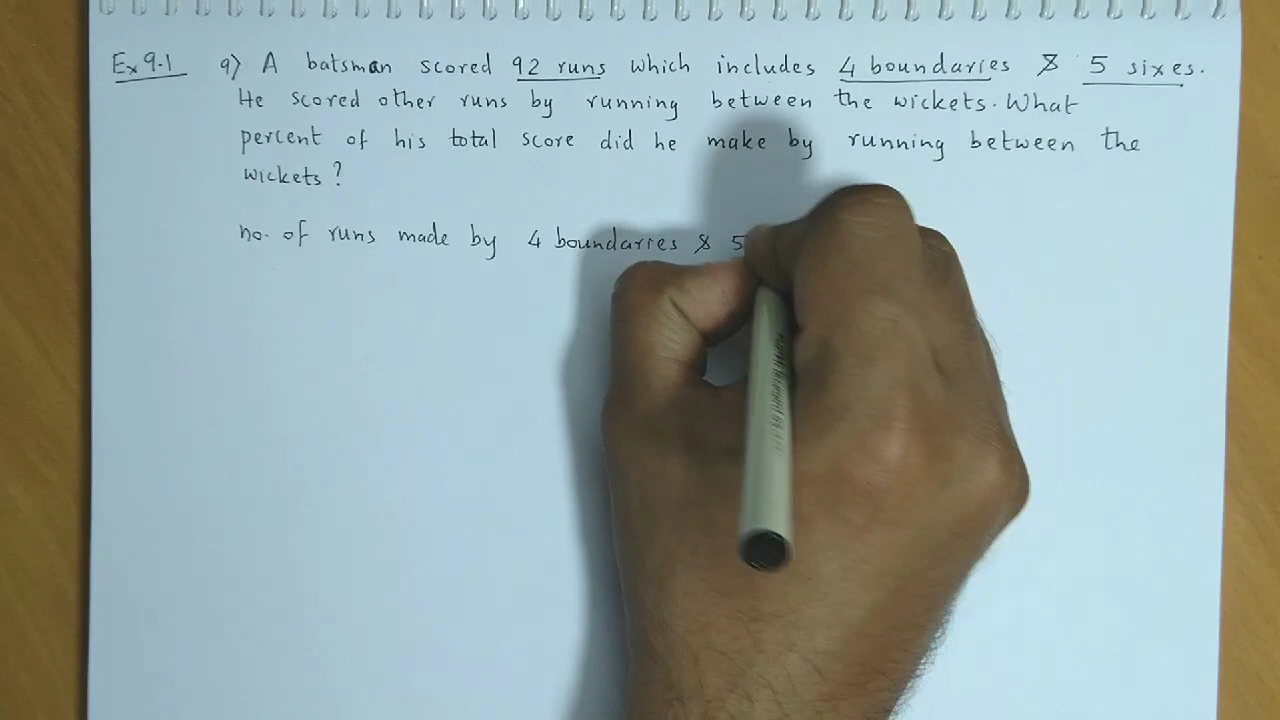 Ex 9.1 9) A batsman scored 92 runs which includes 4 boundaries & 5 sixes.
He scored other runs by running between the wickets. What
percent of his total score did he make by running between the
wickets?
no. of runs made by 4 boundaries & 5